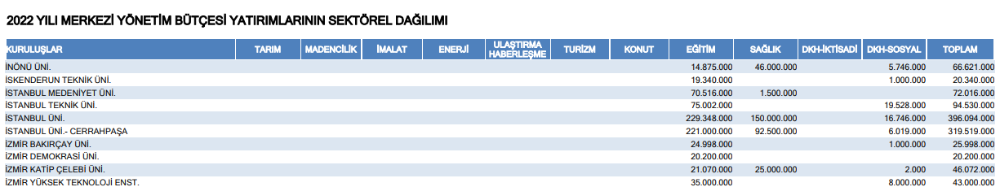 2022 YILI MERKEZİ YÖNETİM BÜTÇESİ YATIRIMLARININ SEKTÖREL DAĞILIMI
KURULUŞLAR TARIM MADENCİLİK İMALAT ENERJİ ULAŞTIRMA HABERLEŞME TURİZM KONUT EĞİTİM SAĞLIK DKH-İKTİSADİ DKH-SOSYAL TOPLAM
İNÖNÜ ÜNİ. 14.875.000 46.000.000 5.746.000 66.621.000
İSKENDERUN TEKNİK ÜNİ. 19.340.000 1.000.000 20.340.000
İSTANBUL MEDENİYET ÜNİ. 70.516.000 1.500.000 72.016.000
İSTANBUL TEKNİK ÜNİ. 75.002.000 19.528.000 94.530.000
İSTANBUL ÜNİ. 229.348.000 150.000.000 16.746.000 396.094.000
İSTANBUL ÜNİ.- CERRAHPAŞA 221.000.000 92.500.000 6.019.000 319.519.000
İZMİR BAKIRÇAY ÜNİ. 24.998.000 1.000.000 25.998.000
İZMİR DEMOKRASİ ÜNİ. 20.200.000 20.200.000
İZMİR KATİP ÇELEBİ ÜNİ. 21.070.000 25.000.000 2.000 46.072.000
İZMİR YÜKSEK TEKNOLOJİ ENST. 35.000.000 8.000.000 43.000.000